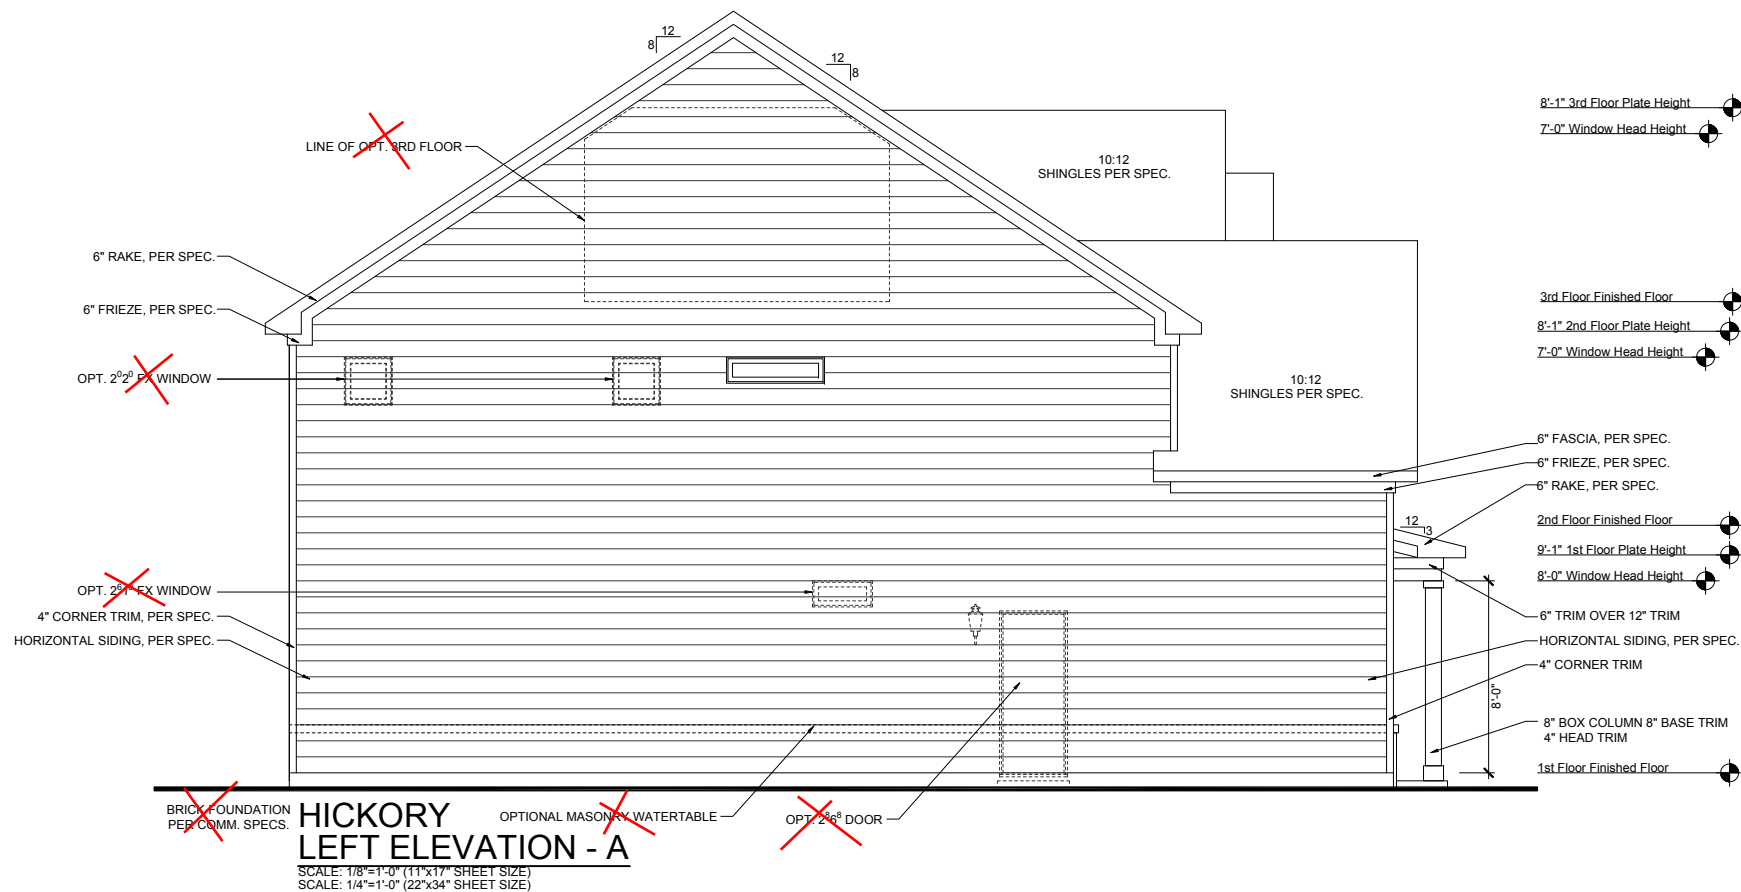 12
8
12
8
8'-1" 3rd Floor Plate Height
7'-0" Window Head Height
LINE OF OPT. 3RD FLOOR
10:12
SHINGLES PER SPEC.
6" RAKE, PER SPEC.
6" FRIEZE, PER SPEC.
3rd Floor Finished Floor
8'-1" 2nd Floor Plate Height
7'-0" Window Head Height
OPT. 2⁰2⁰ FX WINDOW
10:12
SHINGLES PER SPEC.
6" FASCIA, PER SPEC.
6" FRIEZE, PER SPEC.
6" RAKE, PER SPEC.
12
3
2nd Floor Finished Floor
9'-1" 1st Floor Plate Height
8'-0" Window Head Height
OPT. FX WINDOW
4" CORNER TRIM, PER SPEC.
HORIZONTAL SIDING, PER SPEC.
6" TRIM OVER 12" TRIM
HORIZONTAL SIDING, PER SPEC.
4" CORNER TRIM
8'-0"
8" BOX COLUMN 8" BASE TRIM
4" HEAD TRIM
1st Floor Finished Floor
BRICK FOUNDATION
PER COMM. SPECS.
OPTIONAL MASONRY WATERTABLE
OPT. 2⁸6⁸ DOOR
HICKORY
LEFT ELEVATION - A
SCALE: 1/8"=1'-0" (11"x17" SHEET SIZE)
SCALE: 1/4"=1'-0" (22"x34" SHEET SIZE)